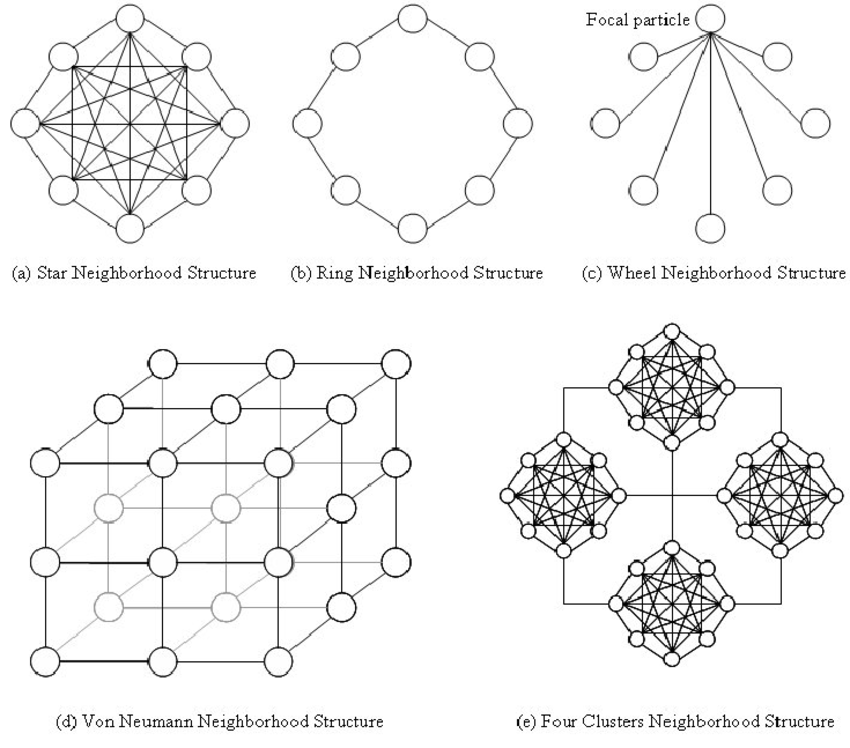 Focal particle
(a) Star Neighborhood Structure
(b) Ring Neighborhood Structure
(c) Wheel Neighborhood Structure
(d) Von Neumann Neighborhood Structure
(e) Four Clusters Neighborhood Structure